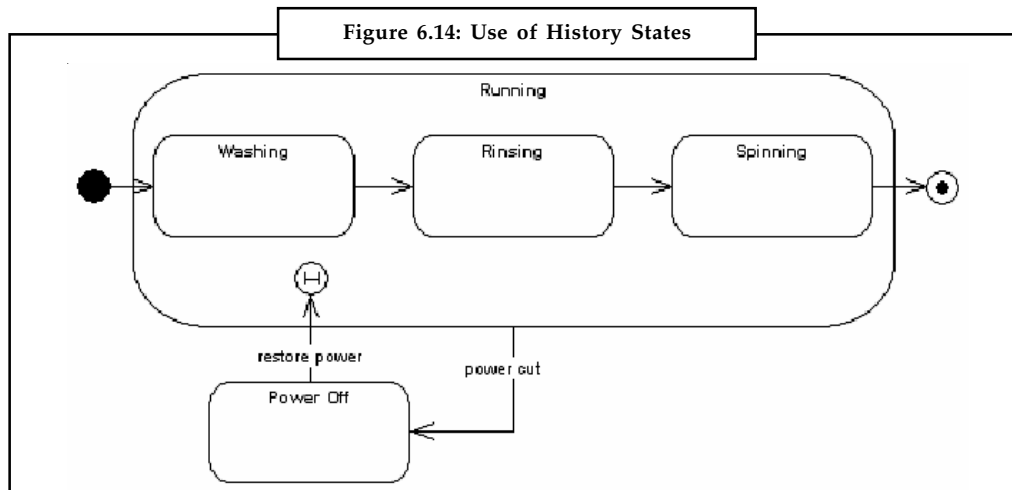 Figure 6.14: Use of History States
Running
Washing
Rinsing
Spinning
H
restore power
power cut
Power Off